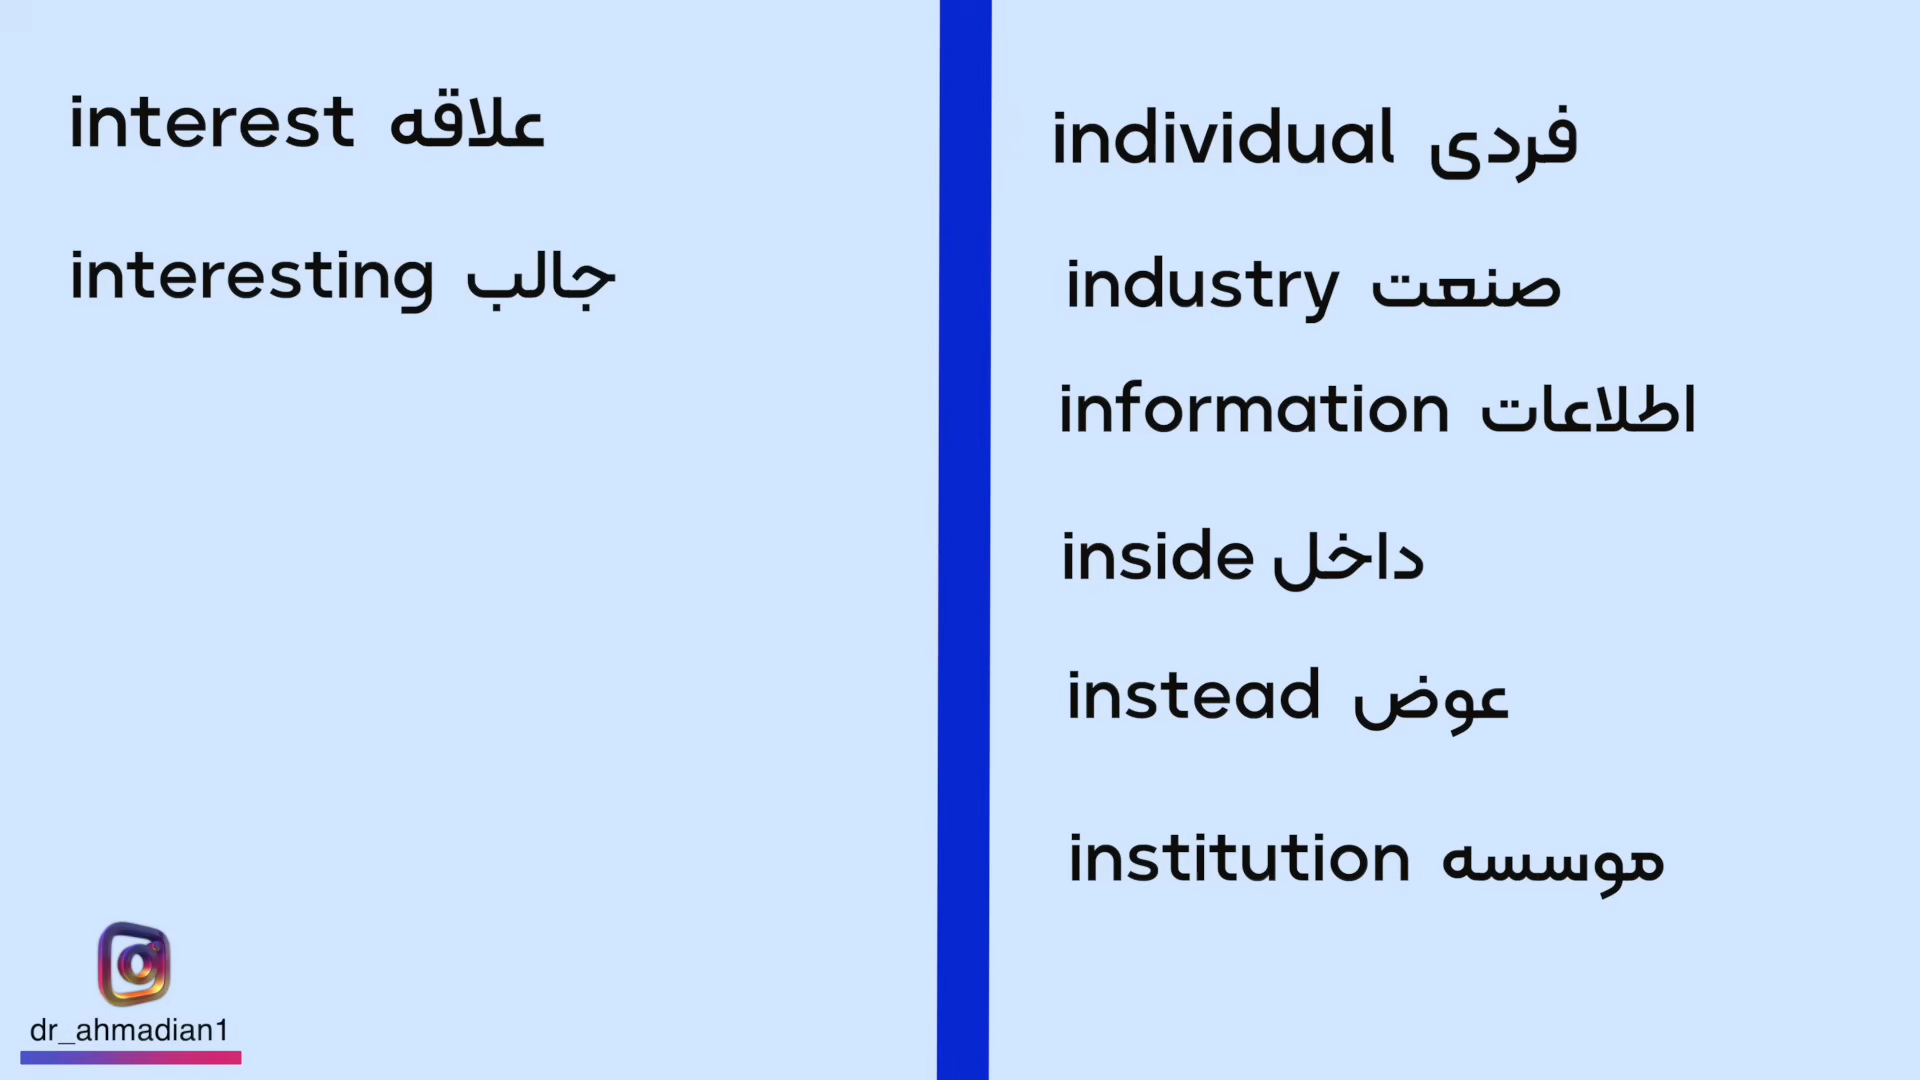 interest علاقه
interesting جالب
individual فردی
industry صنعت
information اطلاعات
inside داخل
instead عوض
institution موسسه
dr_ahmadian1